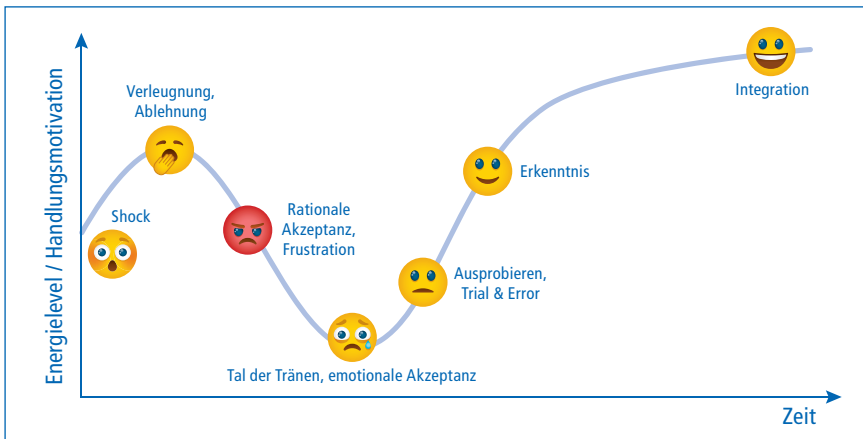 Energielevel / Handlungsmotivation
Verleugnung,
Ablehnung
Shock
Rationale
Akzeptanz,
Frustration
Tal der Tränen, emotionale Akzeptanz
Ausprobieren,
Trial & Error
Erkenntnis
Integration
Zeit